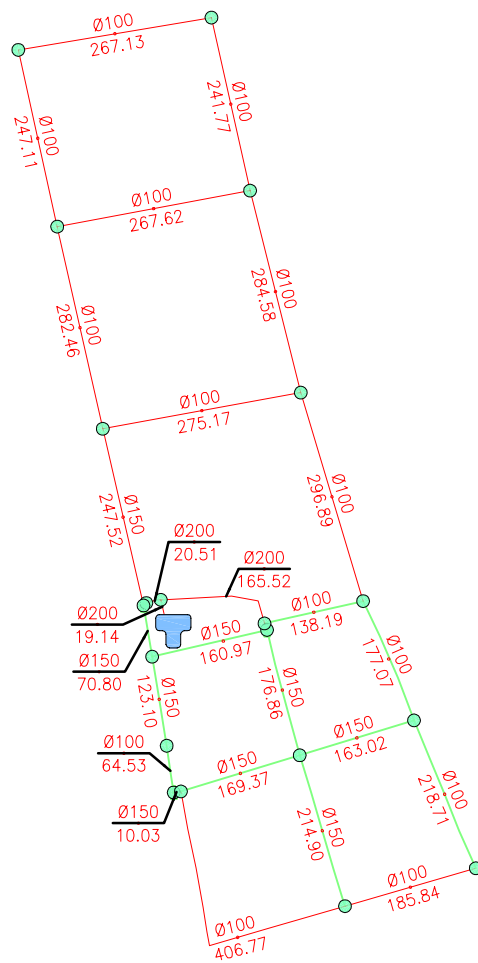 Ø100
267.13
Ø100
247.11
Ø100
241.77
Ø100
267.62
Ø100
282.46
Ø100
284.58
Ø100
275.17
Ø150
247.52
Ø100
296.89
Ø200
20.51
Ø200
165.52
Ø200
19.14
Ø150
70.80
Ø150
160.97
Ø100
138.19
Ø150
123.10
Ø150
176.86
Ø100
177.07
Ø100
64.53
Ø150
169.37
Ø150
163.02
Ø150
10.03
Ø150
214.90
Ø100
218.71
Ø100
185.84
Ø100
406.77